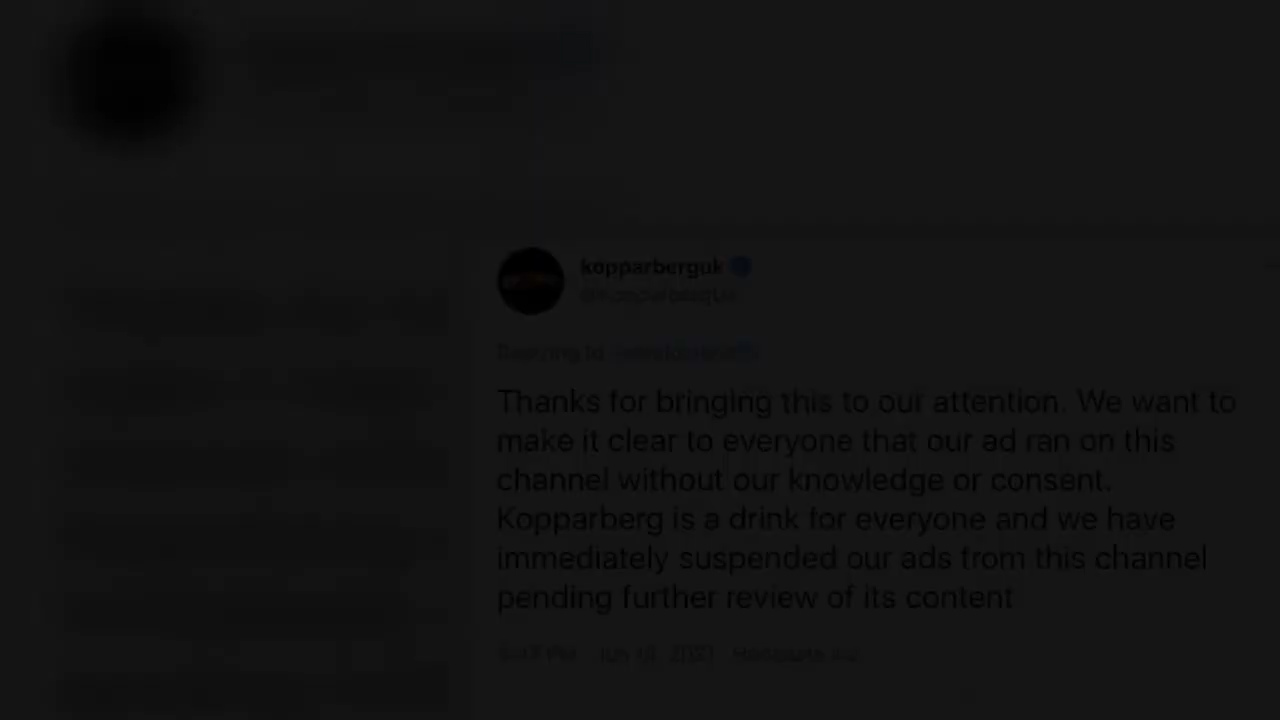 kopparberguk
Thanks for bringing this to our attention. We want to
make it clear to everyone that our ad ran on this
channel without our knowledge or consent.
Kopparberg is a drink for everyone and we have
immediately suspended our ads from this channel
pending further review of its content